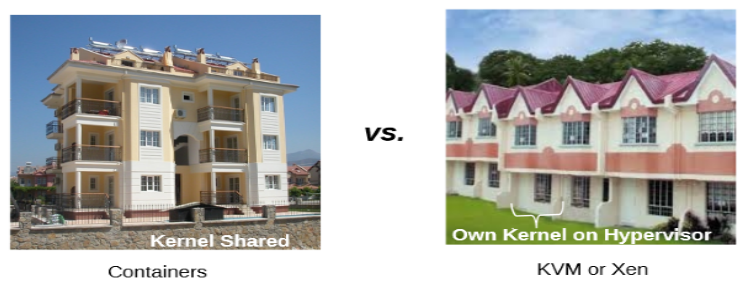 vs.
Kernel Shared
Own Kernel on Hypervisor
Containers
KVM or Xen